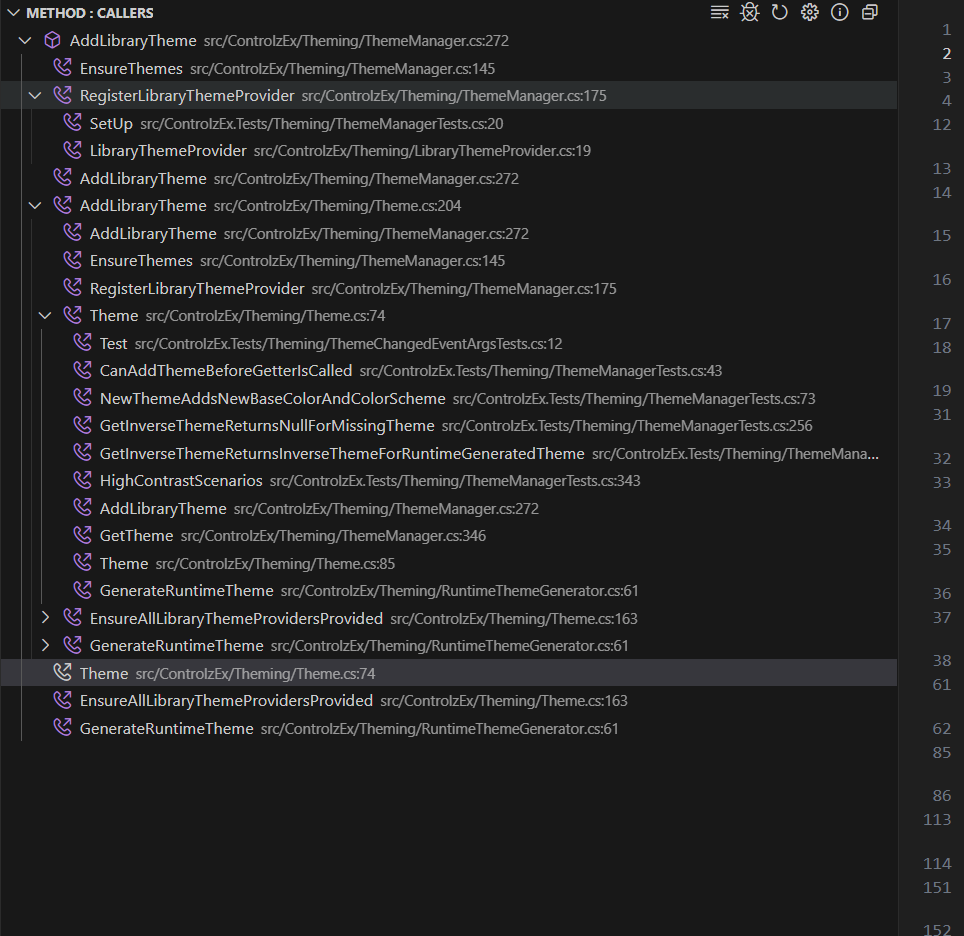 METHOD : CALLERS
AddLibraryTheme src/ControlzEx/Theming/ThemeManager.cs:272
EnsureThemes src/ControlzEx/Theming/ThemeManager.cs:145
RegisterLibraryThemeProvider src/ControlzEx/Theming/ThemeManager.cs:175
SetUp src/ControlzEx.Tests/Theming/ThemeManagerTests.cs:20
LibraryThemeProvider src/ControlzEx/Theming/LibraryThemeProvider.cs:19
AddLibraryTheme src/ControlzEx/Theming/ThemeManager.cs:272
AddLibraryTheme src/ControlzEx/Theming/Theme.cs:204
AddLibraryTheme src/ControlzEx/Theming/ThemeManager.cs:272
EnsureThemes src/ControlzEx/Theming/ThemeManager.cs:145
RegisterLibraryThemeProvider src/ControlzEx/Theming/ThemeManager.cs:175
Theme src/ControlzEx/Theming/Theme.cs:74
Test src/ControlzEx.Tests/Theming/ThemeChangedEventArgsTests.cs:12
CanAddThemeBeforeGetterIsCalled src/ControlzEx.Tests/Theming/ThemeManagerTests.cs:43
NewThemeAddsNewBaseColorAndColorScheme src/ControlzEx.Tests/Theming/ThemeManagerTests.cs:73
GetInverseThemeReturnsNullForMissingTheme src/ControlzEx.Tests/Theming/ThemeManagerTests.cs:256
GetInverseThemeReturnsInverseThemeForRuntimeGeneratedTheme src/ControlzEx.Tests/Theming/ThemeMana...
HighContrastScenarios src/ControlzEx.Tests/Theming/ThemeManagerTests.cs:343
AddLibraryTheme src/ControlzEx/Theming/ThemeManager.cs:272
GetTheme src/ControlzEx/Theming/ThemeManager.cs:346
Theme src/ControlzEx/Theming/Theme.cs:85
GenerateRuntimeTheme src/ControlzEx/Theming/RuntimeThemeGenerator.cs:61
EnsureAllLibraryThemeProvidersProvided src/ControlzEx/Theming/Theme.cs:163
GenerateRuntimeTheme src/ControlzEx/Theming/RuntimeThemeGenerator.cs:61
Theme src/ControlzEx/Theming/Theme.cs:74
EnsureAllLibraryThemeProvidersProvided src/ControlzEx/Theming/Theme.cs:163
GenerateRuntimeTheme src/ControlzEx/Theming/RuntimeThemeGenerator.cs:61
1
2
3
4
12
13
14
15
16
17
18
19
31
32
33
34
35
36
37
38
61
62
85
86
113
114
151
152